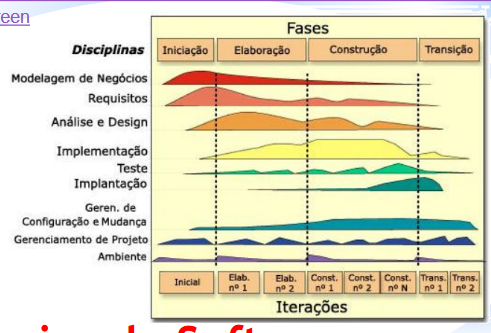 een
Fases
Disciplinas
Iniciação Elaboração Construção Transição
Modelagem de Negócios
Requisitos
Análise e Design
Implementação
Teste
Implantação
Geren. de
Configuração e Mudança
Gerenciamento de Projeto
Ambiente
Inicial Elab. nº 1 Elab. nº 2 Const. nº 1 Const. nº 2 Const. nº N Trans. nº 1 Trans. nº 2
Iterações